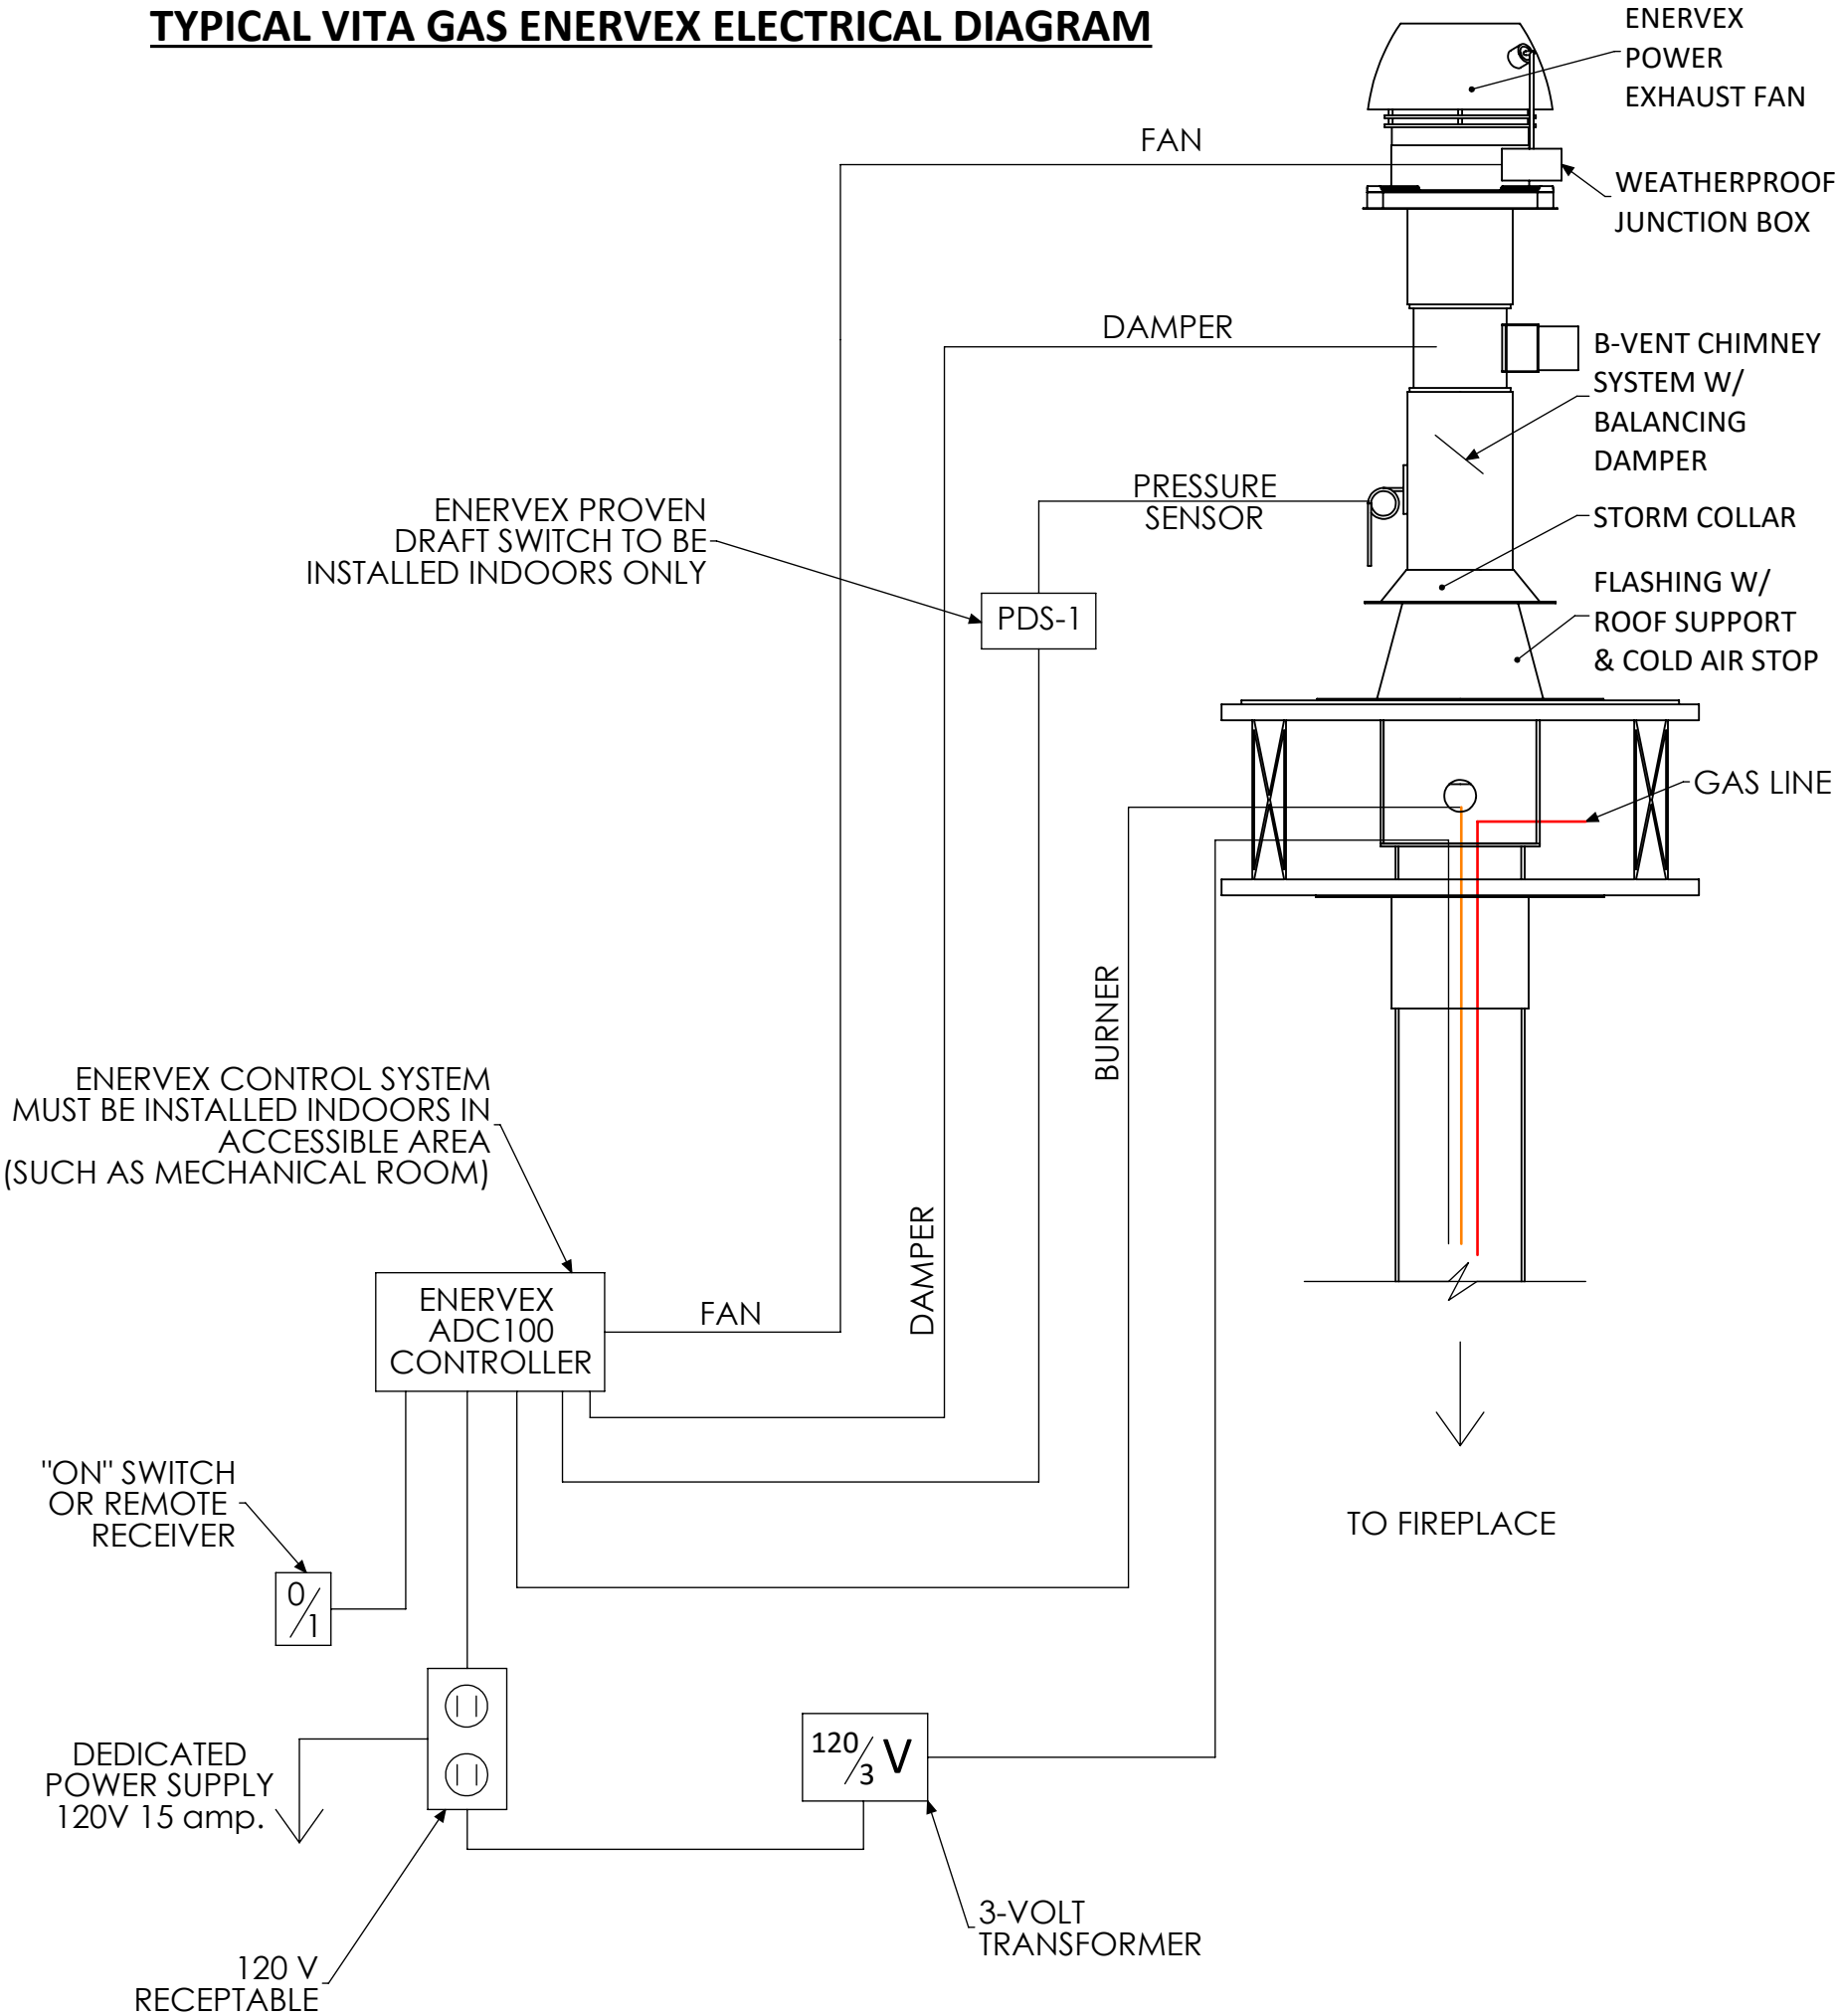 TYPICAL VITA GAS ENERVEX ELECTRICAL DIAGRAM
ENERVEX
POWER
EXHAUST FAN
FAN
WEATHERPROOF
JUNCTION BOX
DAMPER
B-VENT CHIMNEY
SYSTEM W/
BALANCING
DAMPER
PRESSURE
SENSOR
ENERVEX PROVEN
DRAFT SWITCH TO BE
INSTALLED INDOORS ONLY
STORM COLLAR
PDS-1
FLASHING W/
ROOF SUPPORT
& COLD AIR STOP
GAS LINE
BURNER
ENERVEX CONTROL SYSTEM
MUST BE INSTALLED INDOORS IN
ACCESSIBLE AREA
(SUCH AS MECHANICAL ROOM)
DAMPER
ENERVEX
ADC100
CONTROLLER
FAN
"ON" SWITCH
OR REMOTE
RECEIVER
TO FIREPLACE
0/1
DEDICATED
POWER SUPPLY
120V 15 amp.
120/3 V
3-VOLT
TRANSFORMER
120 V
RECEPTABLE